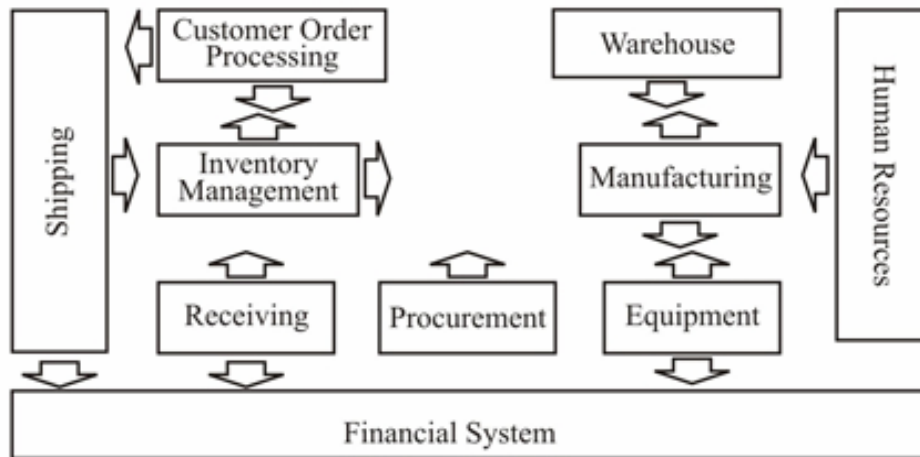 Customer Order
Processing
Warehouse
Shipping
Human Resources
Inventory
Management
Manufacturing
Receiving
Procurement
Equipment
Financial System